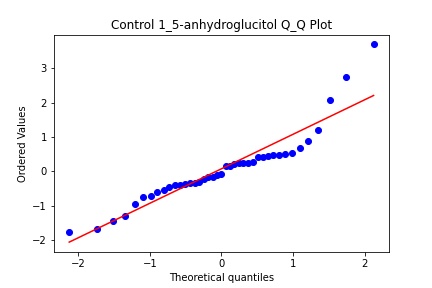 Control 1_5-anhydroglucitol Q_Q Plot
Ordered Values
3
2
1
0
−1
−2
−2 −1 0 1 2
Theoretical quantiles